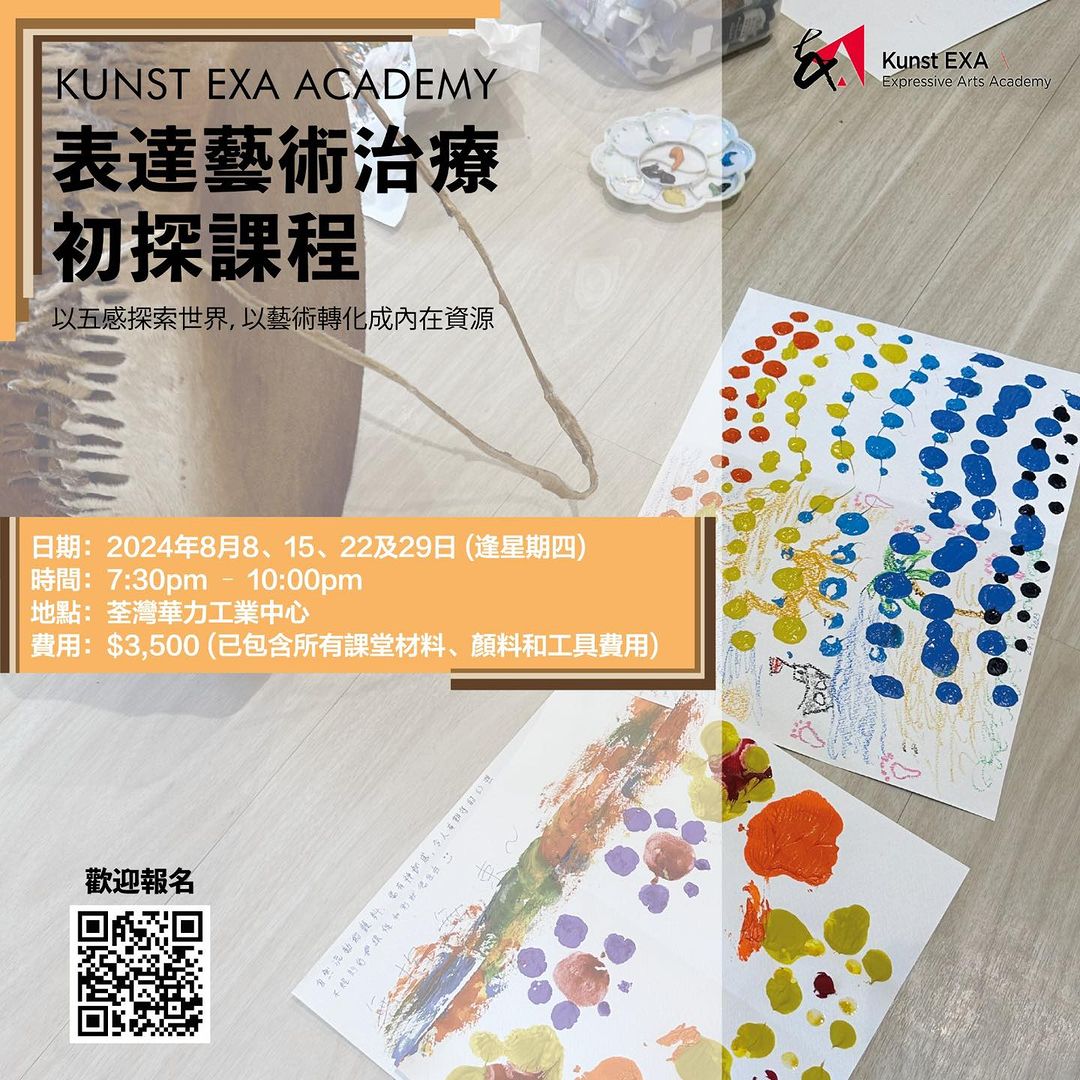 KUNST EXA ACADEMY
表達藝術治療
初探課程
以五感探索世界, 以藝術轉化成內在資源
Kunst EXA
Expressive Arts Academy
日期：2024年8月8、15、22及29日 (逢星期四)
時間：7:30pm – 10:00pm
地點：荃灣華力工業中心
費用：$3,500 (已包含所有課堂材料、顏料和工具費用)
歡迎報名